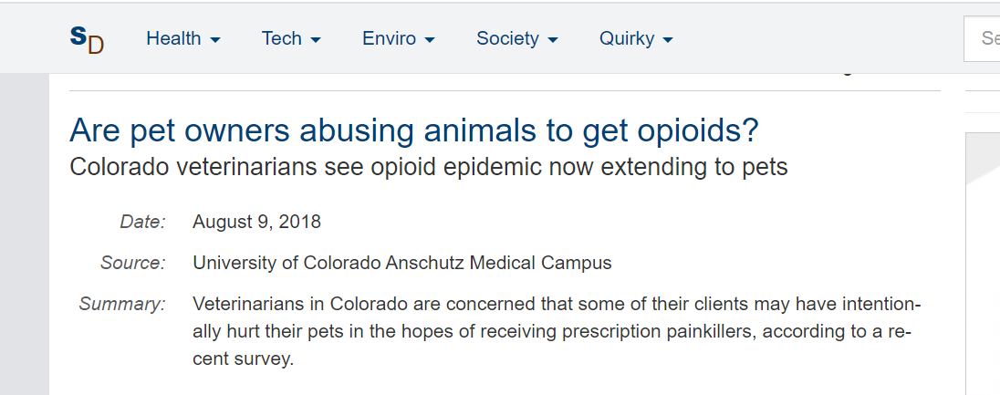 SD Health Tech Enviro Society Quirky Se
Are pet owners abusing animals to get opioids?
Colorado veterinarians see opioid epidemic now extending to pets
Date: August 9, 2018
Source: University of Colorado Anschutz Medical Campus
Summary: Veterinarians in Colorado are concerned that some of their clients may have intention-
ally hurt their pets in the hopes of receiving prescription painkillers, according to a re-
cent survey.